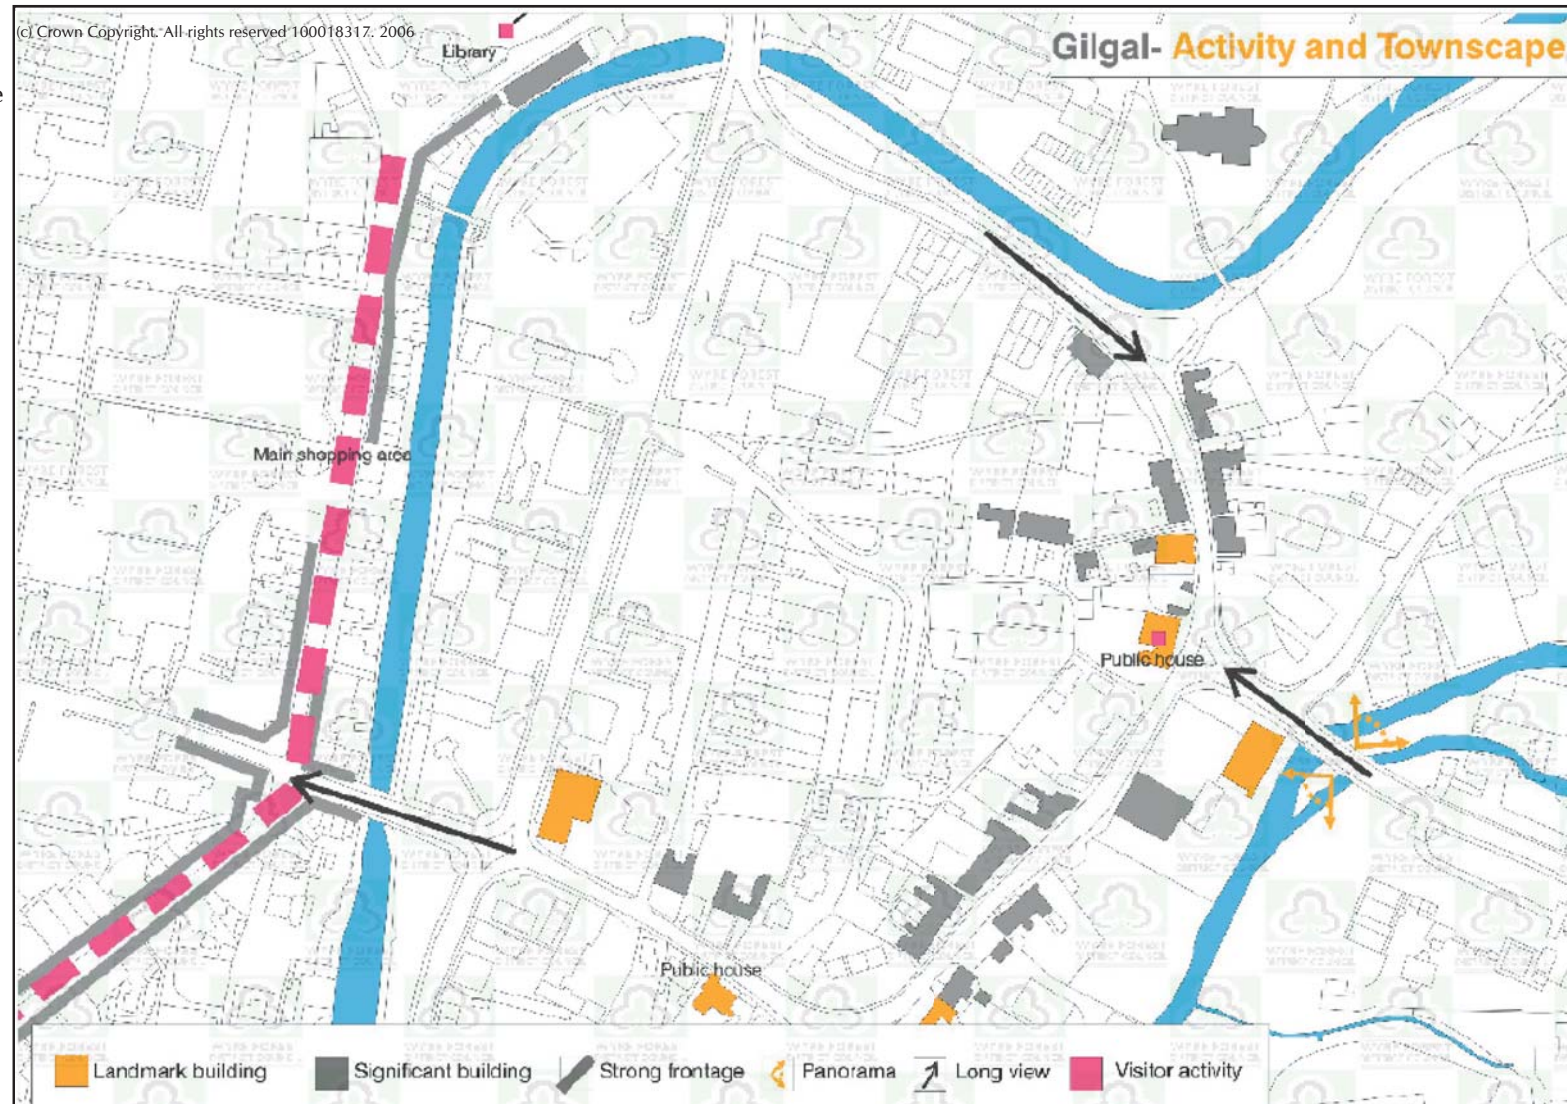 (c) Crown Copyright. All rights reserved 100018317. 2006
Library
Gilgal- Activity and Townscape
Main shopping area
Public house
Public house
Landmark building
Significant building
Strong frontage
Panorama
Long view
Visitor activity